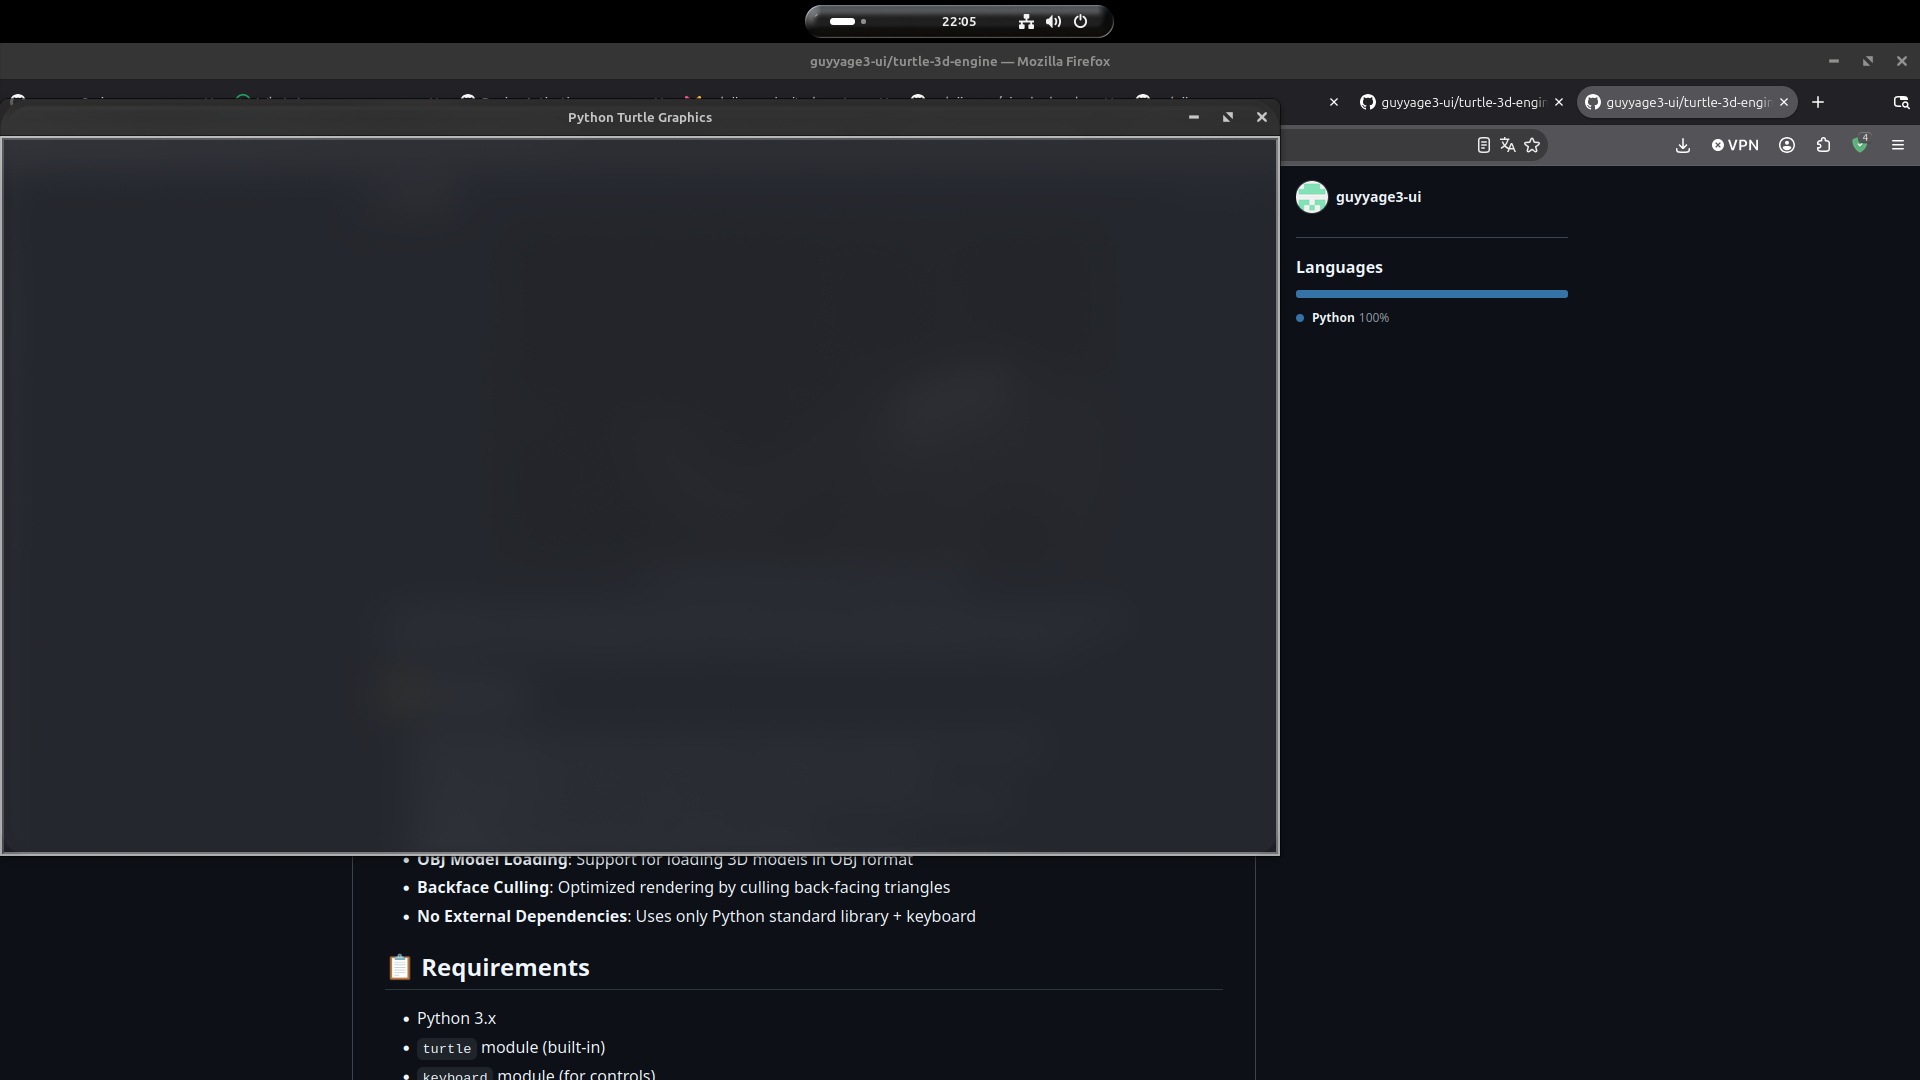 22:05
guyyage3-ui/turtle-3d-engine — Mozilla Firefox
guyyage3-ui/turtle-3d-engin
guyyage3-ui/turtle-3d-engin
Python Turtle Graphics
VPN
4
guyyage3-ui
Languages
Python 100%
OBJ Model Loading: Support for loading 3D models in OBJ format
Backface Culling: Optimized rendering by culling back-facing triangles
No External Dependencies: Uses only Python standard library + keyboard
📋 Requirements
Python 3.x
turtle module (built-in)
keyboard module (for controls)